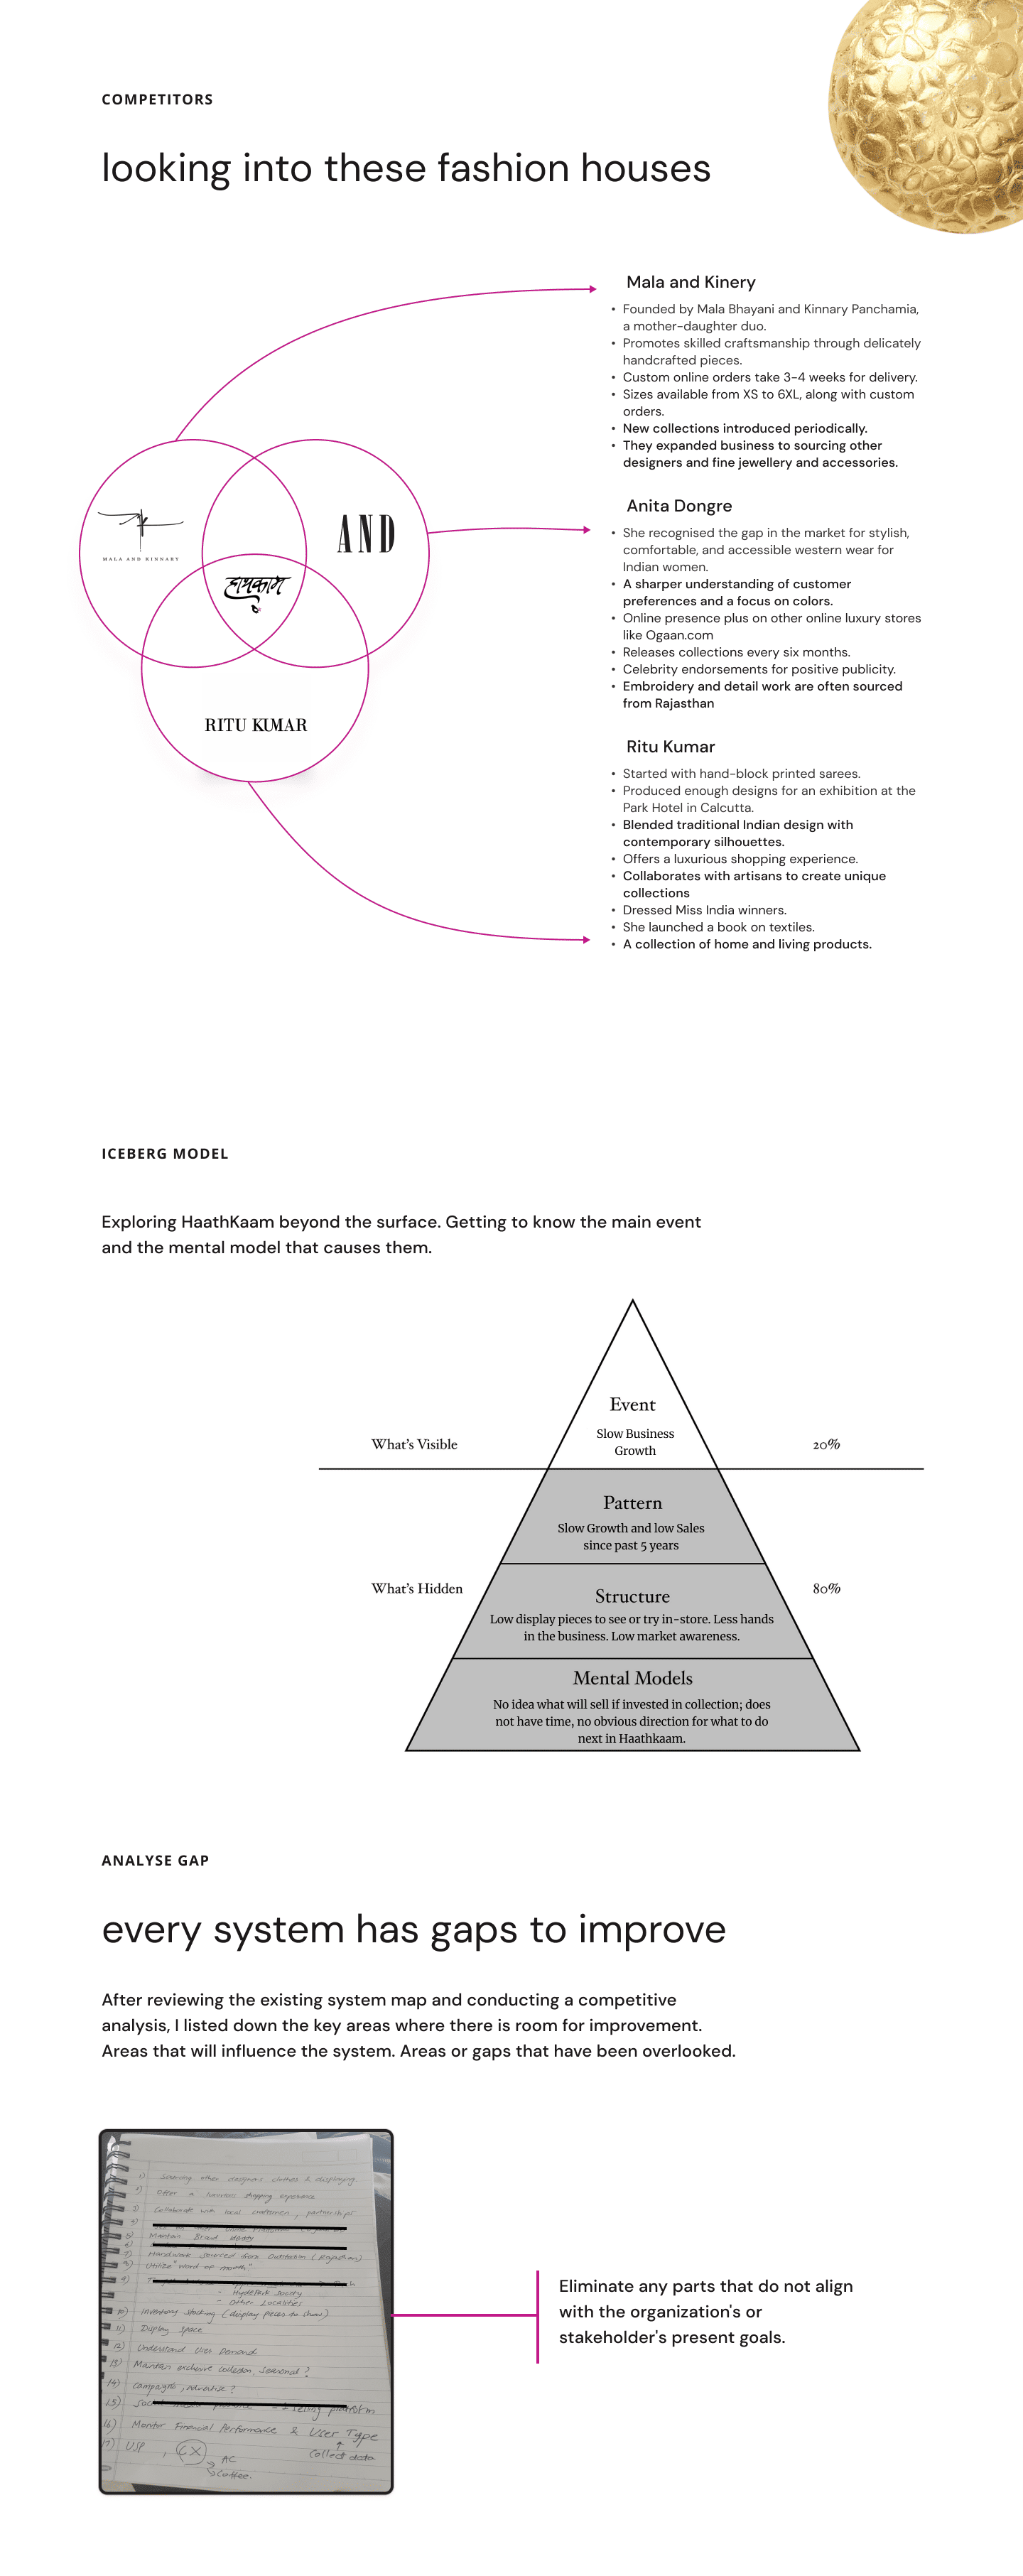 COMPETITORS
looking into these fashion houses
Mala and Kinery
• Founded by Mala Bhayani and Kinnary Panchamia,
a mother-daughter duo.
• Promotes skilled craftsmanship through delicately
handcrafted pieces.
• Custom online orders take 3-4 weeks for delivery.
• Sizes available from XS to 6XL, along with custom
orders.
• New collections introduced periodically.
• They expanded business to sourcing other
designers and fine jewellery and accessories.
MALA AND KINNARY
AND
हाथकाम
RITU KUMAR
Anita Dongre
• She recognised the gap in the market for stylish,
comfortable, and accessible western wear for
Indian women.
• A sharper understanding of customer
preferences and a focus on colors.
• Online presence plus on other online luxury stores
like Ogaan.com
• Releases collections every six months.
• Celebrity endorsements for positive publicity.
• Embroidery and detail work are often sourced
from Rajasthan
Ritu Kumar
• Started with hand-block printed sarees.
• Produced enough designs for an exhibition at the
Park Hotel in Calcutta.
• Blended traditional Indian design with
contemporary silhouettes.
• Offers a luxurious shopping experience.
• Collaborates with artisans to create unique
collections
• Dressed Miss India winners.
• She launched a book on textiles.
• A collection of home and living products.
ICEBERG MODEL
Exploring HaathKaam beyond the surface. Getting to know the main event
and the mental model that causes them.
Event
Slow Business
Growth
What's Visible
20%
Pattern
Slow Growth and low Sales
since past 5 years
What's Hidden
80%
Structure
Low display pieces to see or try in-store. Less hands
in the business. Low market awareness.
Mental Models
No idea what will sell if invested in collection; does
not have time, no obvious direction for what to do
next in Haathkaam.
ANALYSE GAP
every system has gaps to improve
After reviewing the existing system map and conducting a competitive
analysis, I listed down the key areas where there is room for improvement.
Areas that will influence the system. Areas or gaps that have been overlooked.
1) Sourcing other designers clothes & displaying
2) Offer a luxurious shopping experience
3) Collaborate with local craftsmen, partnerships
5) Maintain Brand identity
7) Handwork sourced from Outstation (Rajasthan)
8) Utilize "word of mouth"
9)
- Hyde Park Society
- Other Localities
10) Inventory stocking (display pieces to show)
11) Display space
12) Understand User Demand
13) Maintain exclusive collection, seasonal?
14) campaigns, advertise?
15)
16) Monitor Financial Performance & User Type
Collect data
17) USP, CX
AC
Coffee.
Eliminate any parts that do not align
with the organization's or
stakeholder's present goals.